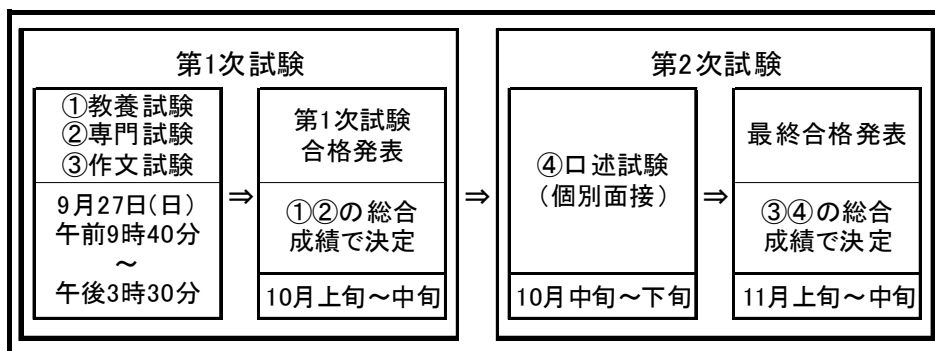 第1次試験
①教養試験
②専門試験
③作文試験
9月27日(日)
午前9時40分
～
午後3時30分
⇒
第1次試験
合格発表
①②の総合
成績で決定
10月上旬～中旬
⇒
第2次試験
④口述試験
(個別面接)
10月中旬～下旬
⇒
最終合格発表
③④の総合
成績で決定
11月上旬～中旬